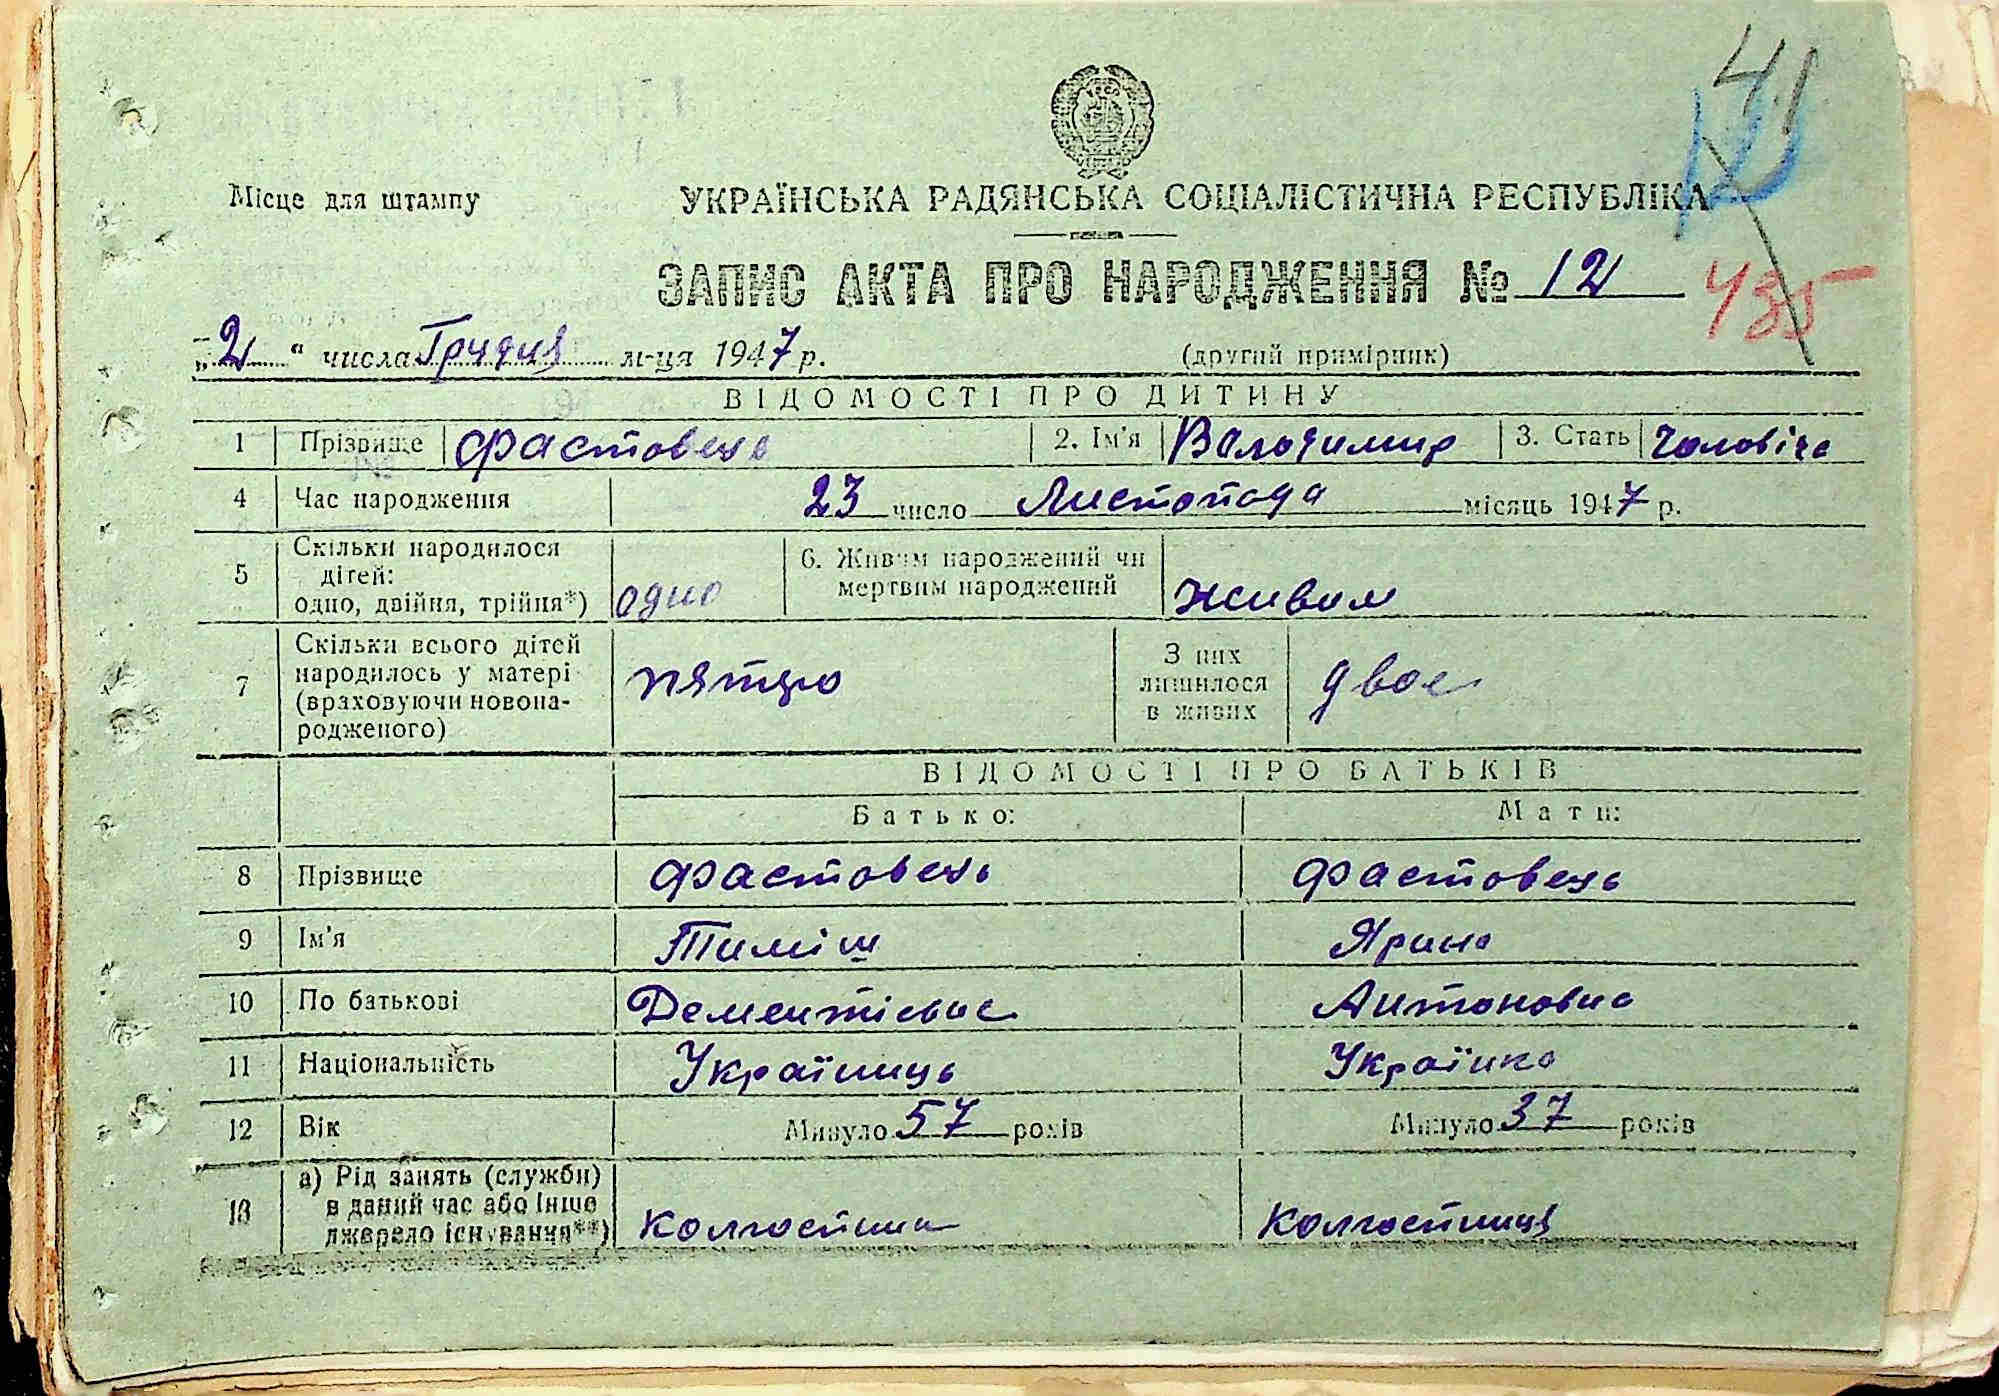 41
Місце для штампу
УКРАЇНСЬКА РАДЯНСЬКА СОЦІАЛІСТИЧНА РЕСПУБЛІКА
ЗАПИС АКТА ПРО НАРОДЖЕННЯ № 12
435
„2“ числа Грудня м-ця 1947 р.
(другий примірник)
ВІДОМОСТІ ПРО ДИТИНУ
1 Прізвище Фастовець 2. Ім'я Володимир 3. Стать Чоловіча
4 Час народження 23 число Листопада місяць 1947 р.
5 Скільки народилося дітей: одно, двійня, трійня*) одно 6. Живим народжений чи мертвим народжений живим
7 Скільки всього дітей народилось у матері (враховуючи новонародженого) пятеро З них лишилося в живих двоє
ВІДОМОСТІ ПРО БАТЬКІВ
Батько: Мати:
8 Прізвище Фастовець Фастовець
9 Ім'я Тиміш Ярина
10 По батькові Дементієвич Антоновна
11 Національність Українець Українка
12 Вік Минуло 57 років Минуло 37 років
13 а) Рід занять (служби) в даний час або інше джерело існування**) колгоспник колгоспниця